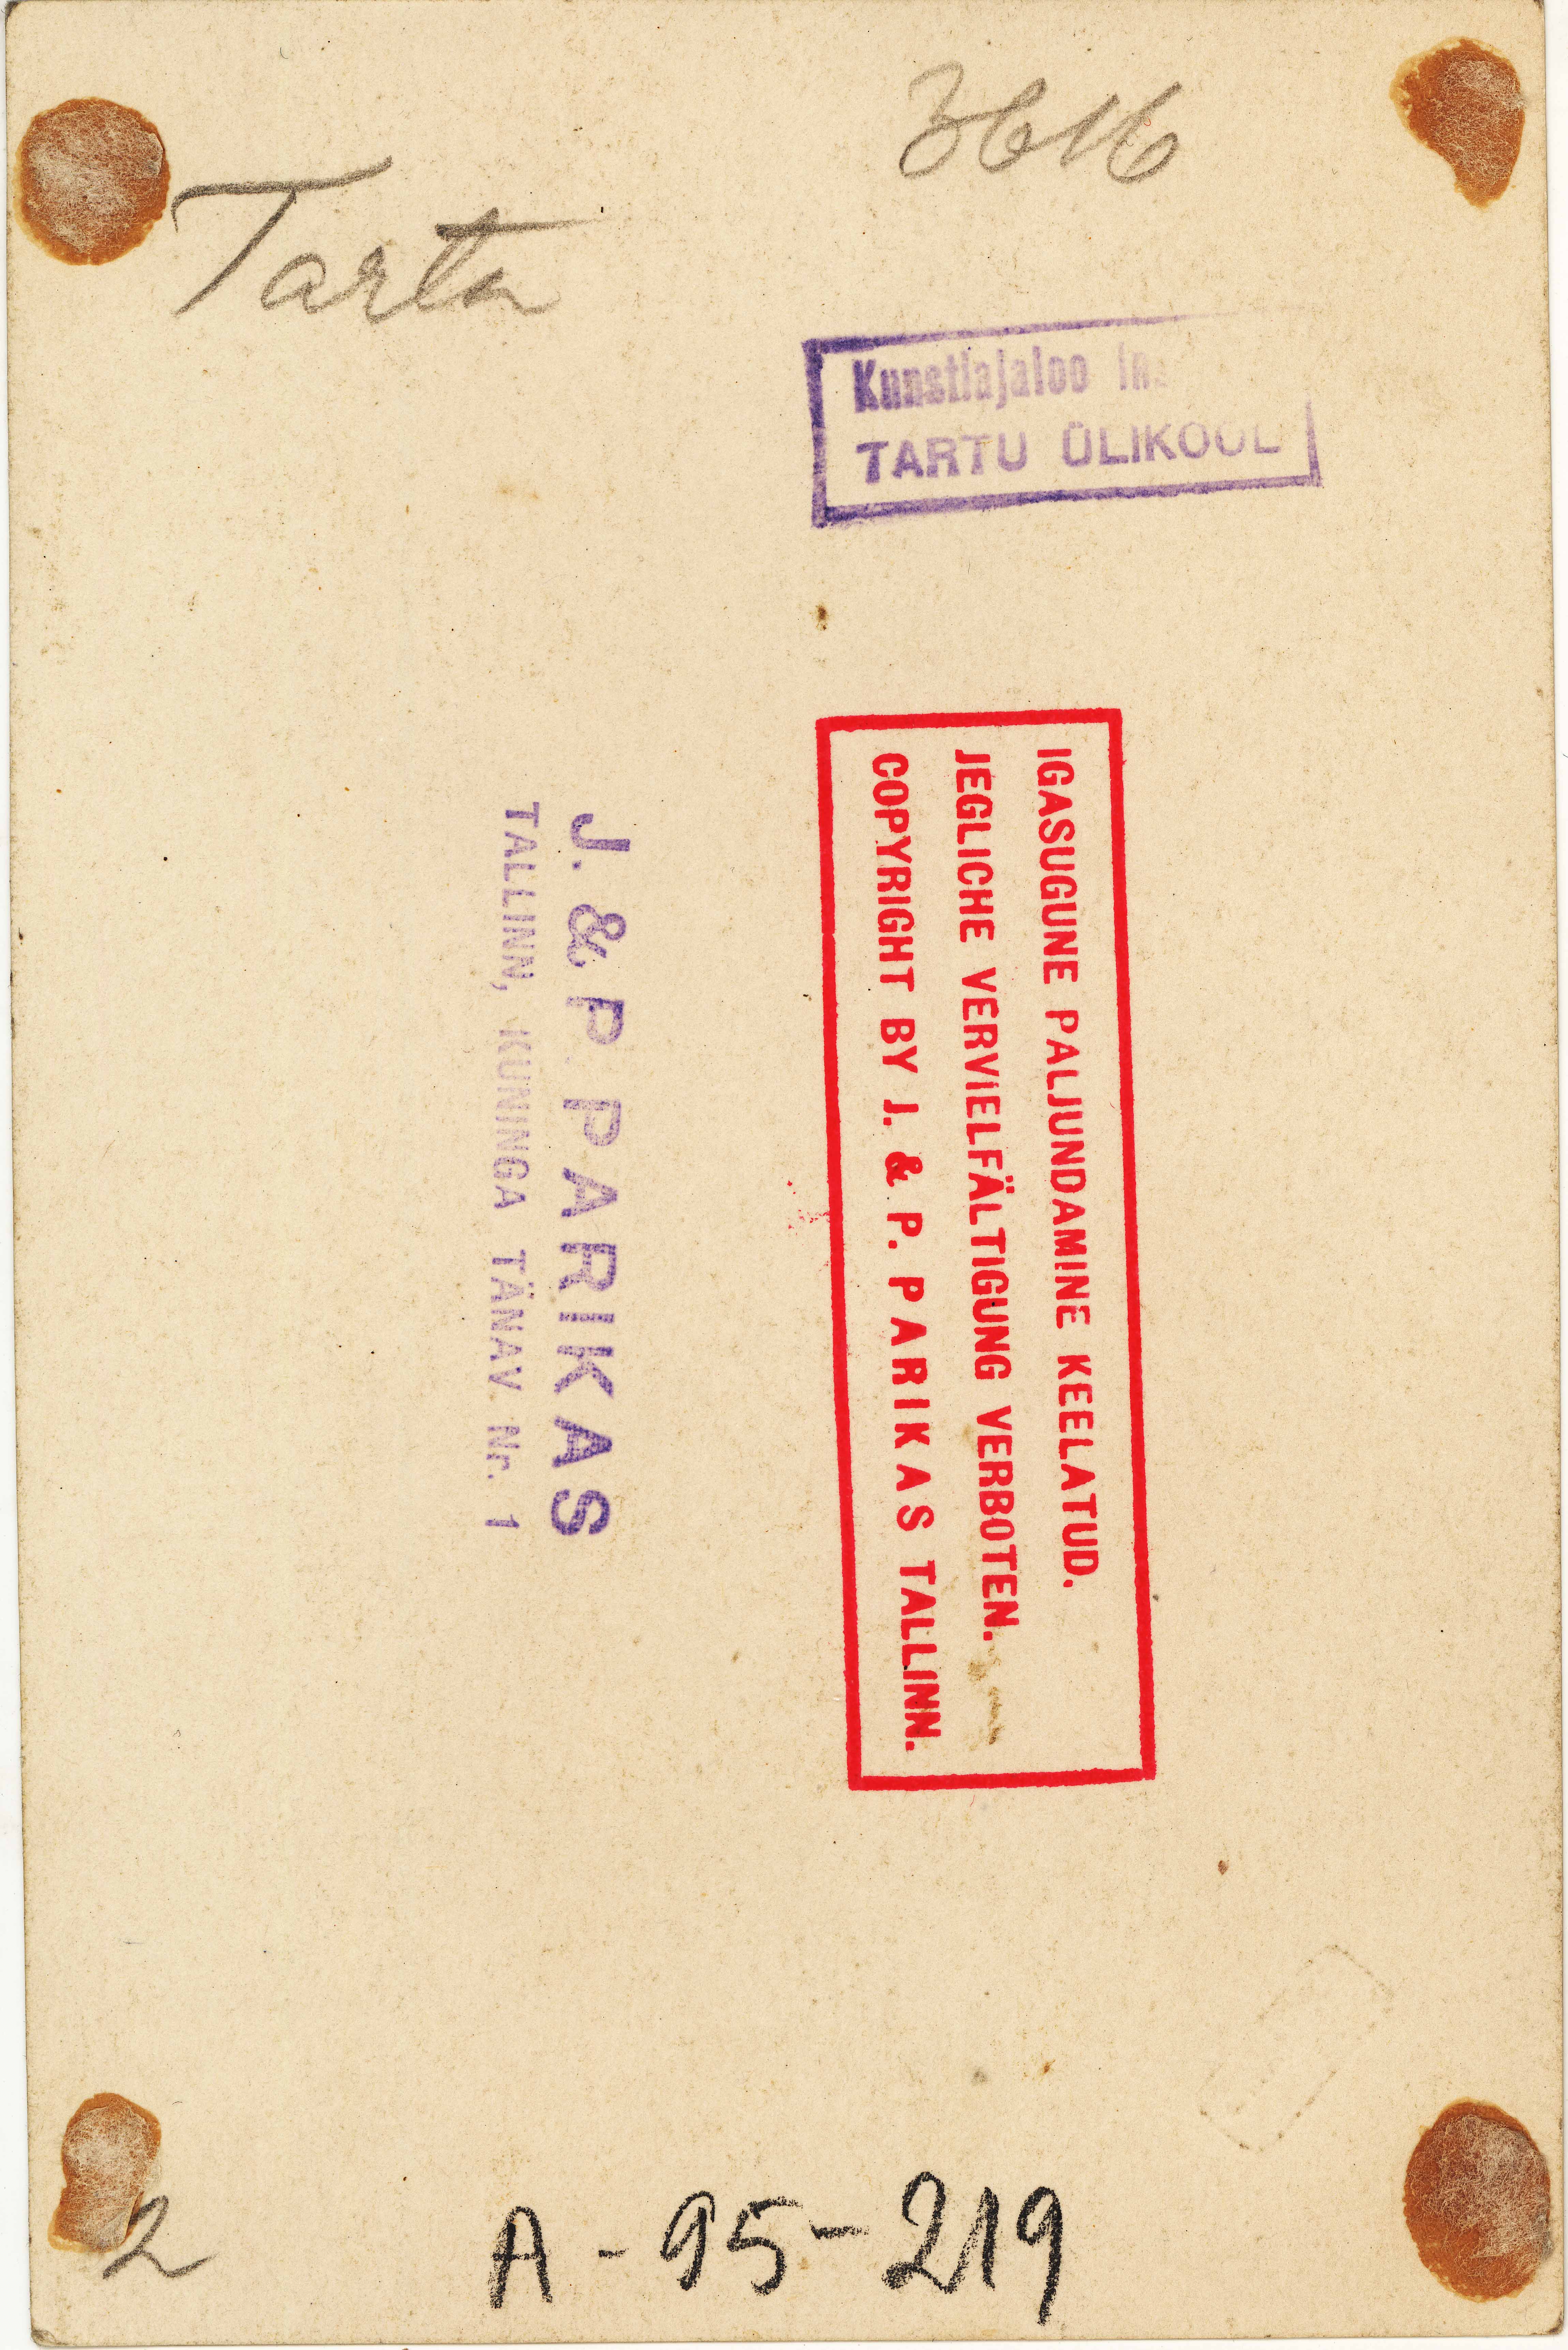 3616
Tartu
Kunstiajaloo
TARTU ÜLIKOOL
IGASUGUNE PALJUNDAMINE KEELATUD.
JEGLICHE VERVIELFÄLTIGUNG VERBOTEN.
COPYRIGHT BY J. & P. PARIKAS TALLINN.
J. & P. PARIKAS
TALLINN, KUNINGA TÄNAV Nr. 1
2
A - 95-219